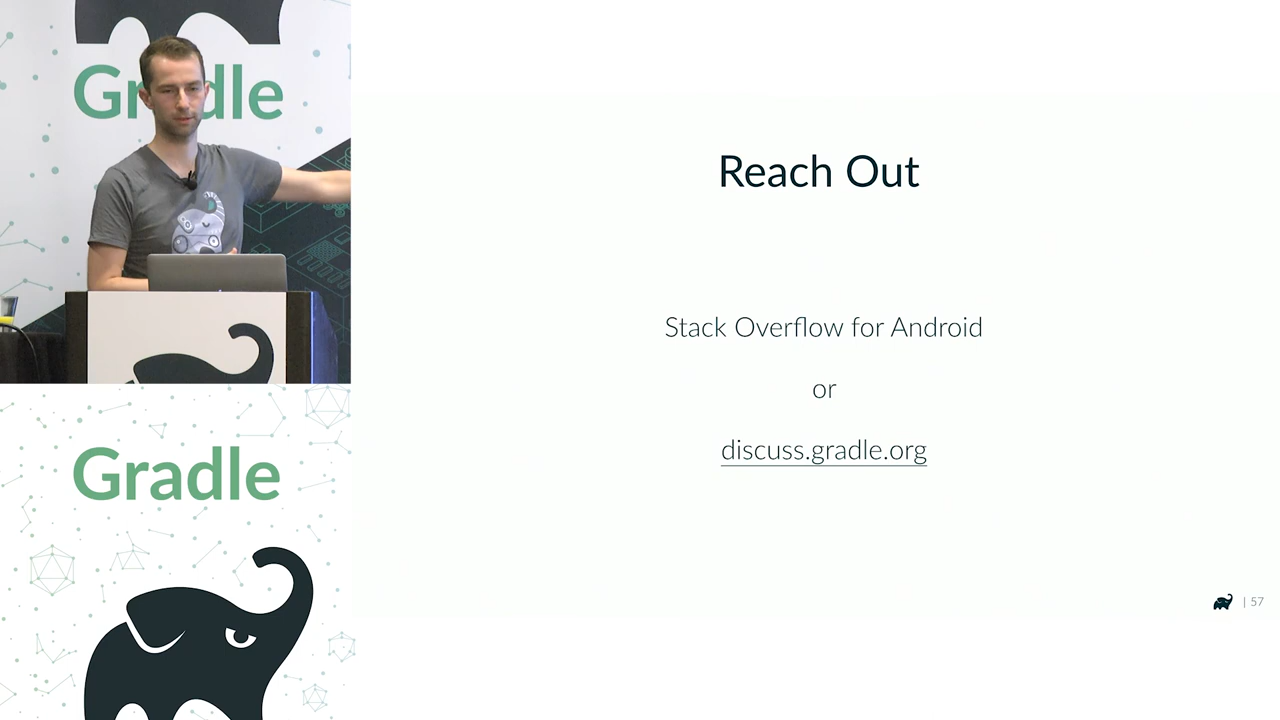 Gradle
Reach Out
Stack Overflow for Android
or
discuss.gradle.org
Gradle
| 57